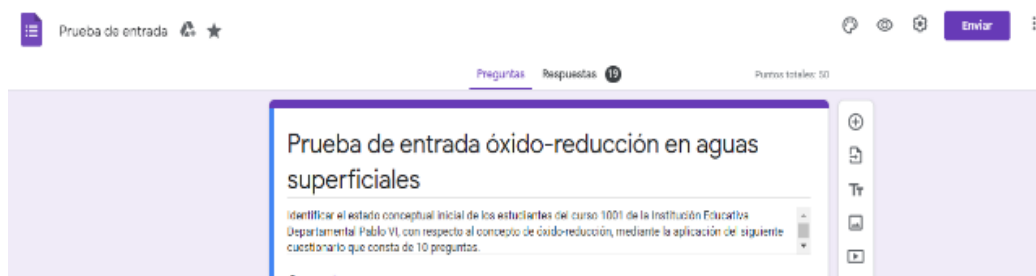 Prueba de entrada
Enviar
Preguntas Respuestas 19
Puntos totales: 50
Prueba de entrada óxido-reducción en aguas
superficiales
Identificar el estado conceptual inicial de los estudiantes del curso 1001 de la Institución Educativa
Departamental Pablo VI, con respecto al concepto de óxido-reducción, mediante la aplicación del siguiente
cuestionario que consta de 10 preguntas.
Tт